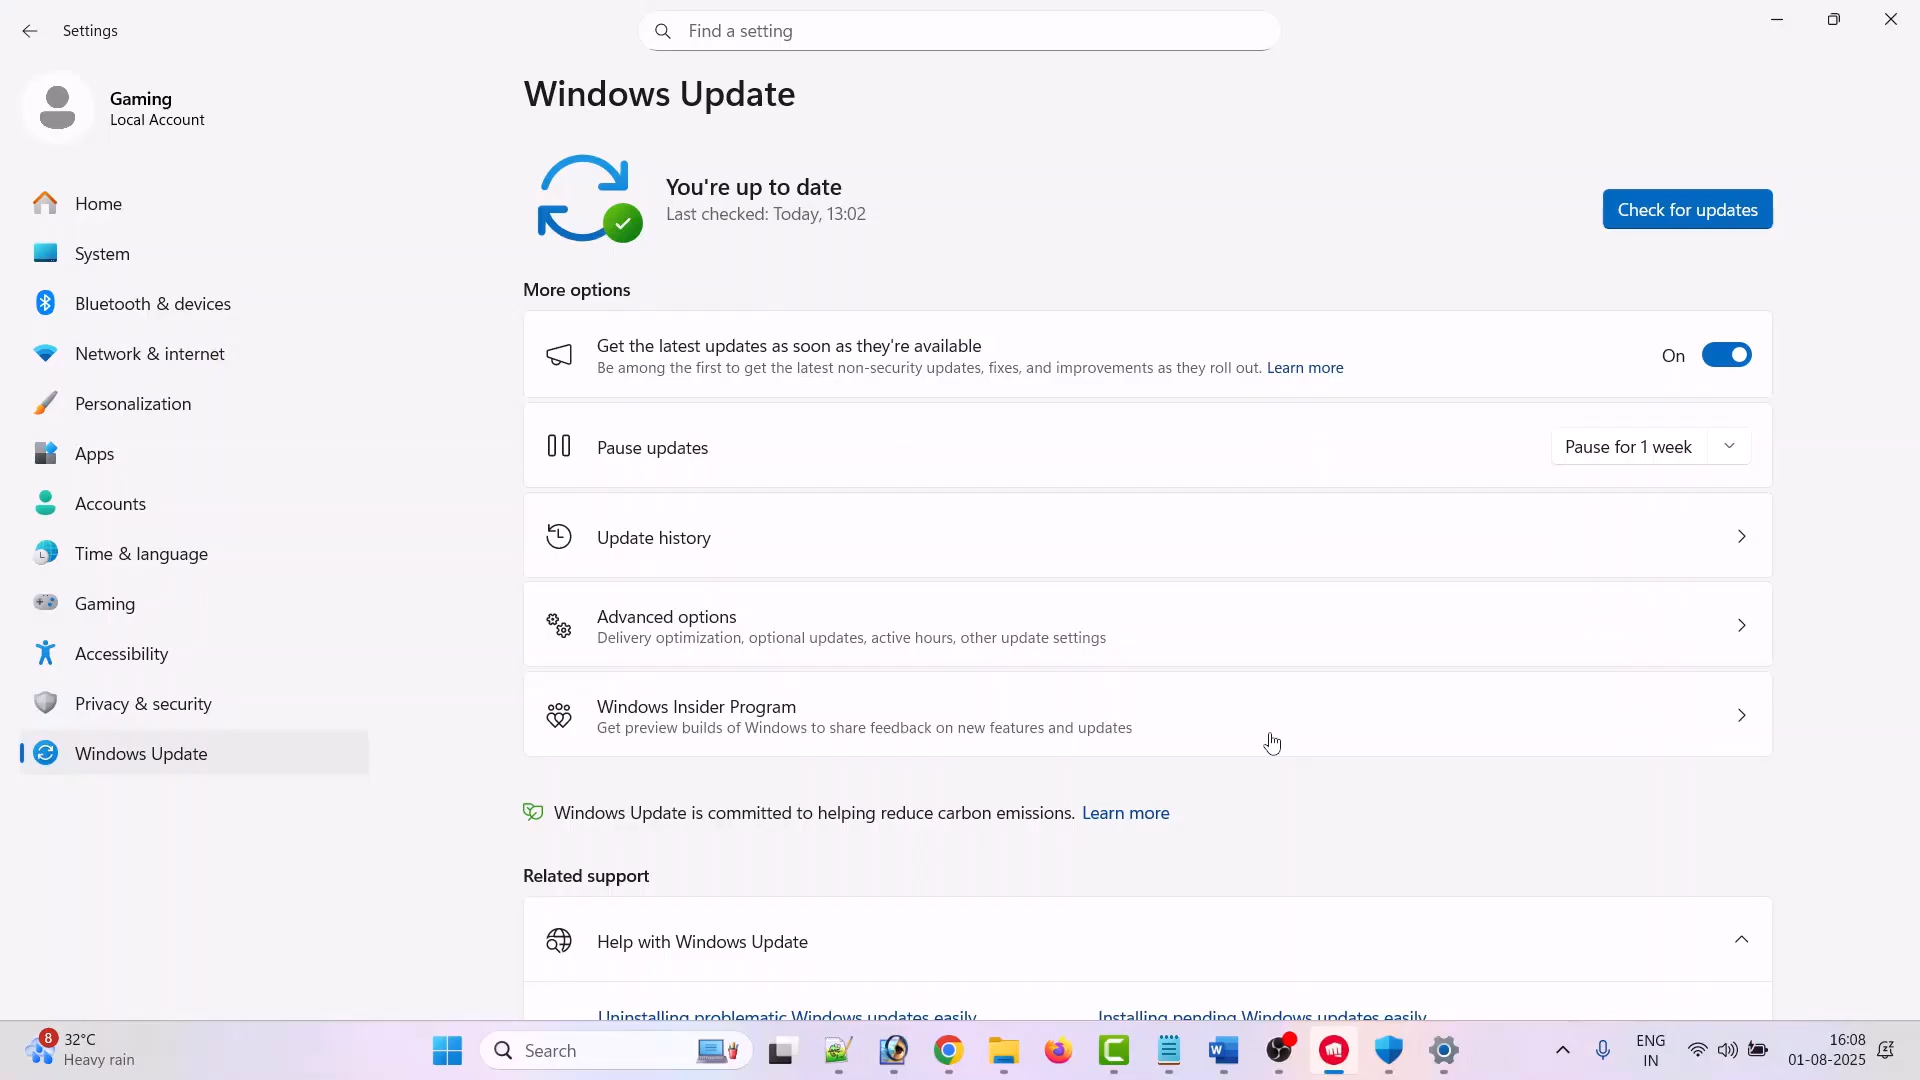 Settings
Find a setting
Gaming
Local Account
Home
System
Bluetooth & devices
Network & internet
Personalization
Apps
Accounts
Time & language
Gaming
Accessibility
Privacy & security
Windows Update
Windows Update
You're up to date
Last checked: Today, 13:02
Check for updates
More options
Get the latest updates as soon as they're available
Be among the first to get the latest non-security updates, fixes, and improvements as they roll out. Learn more
On
Pause updates
Pause for 1 week
Update history
Advanced options
Delivery optimization, optional updates, active hours, other update settings
Windows Insider Program
Get preview builds of Windows to share feedback on new features and updates
Windows Update is committed to helping reduce carbon emissions. Learn more
Related support
Help with Windows Update
Uninstalling problematic Windows updates easily
Installing pending Windows updates easily
8
32°C
Heavy rain
Search
ENG
IN
16:08
01-08-2025